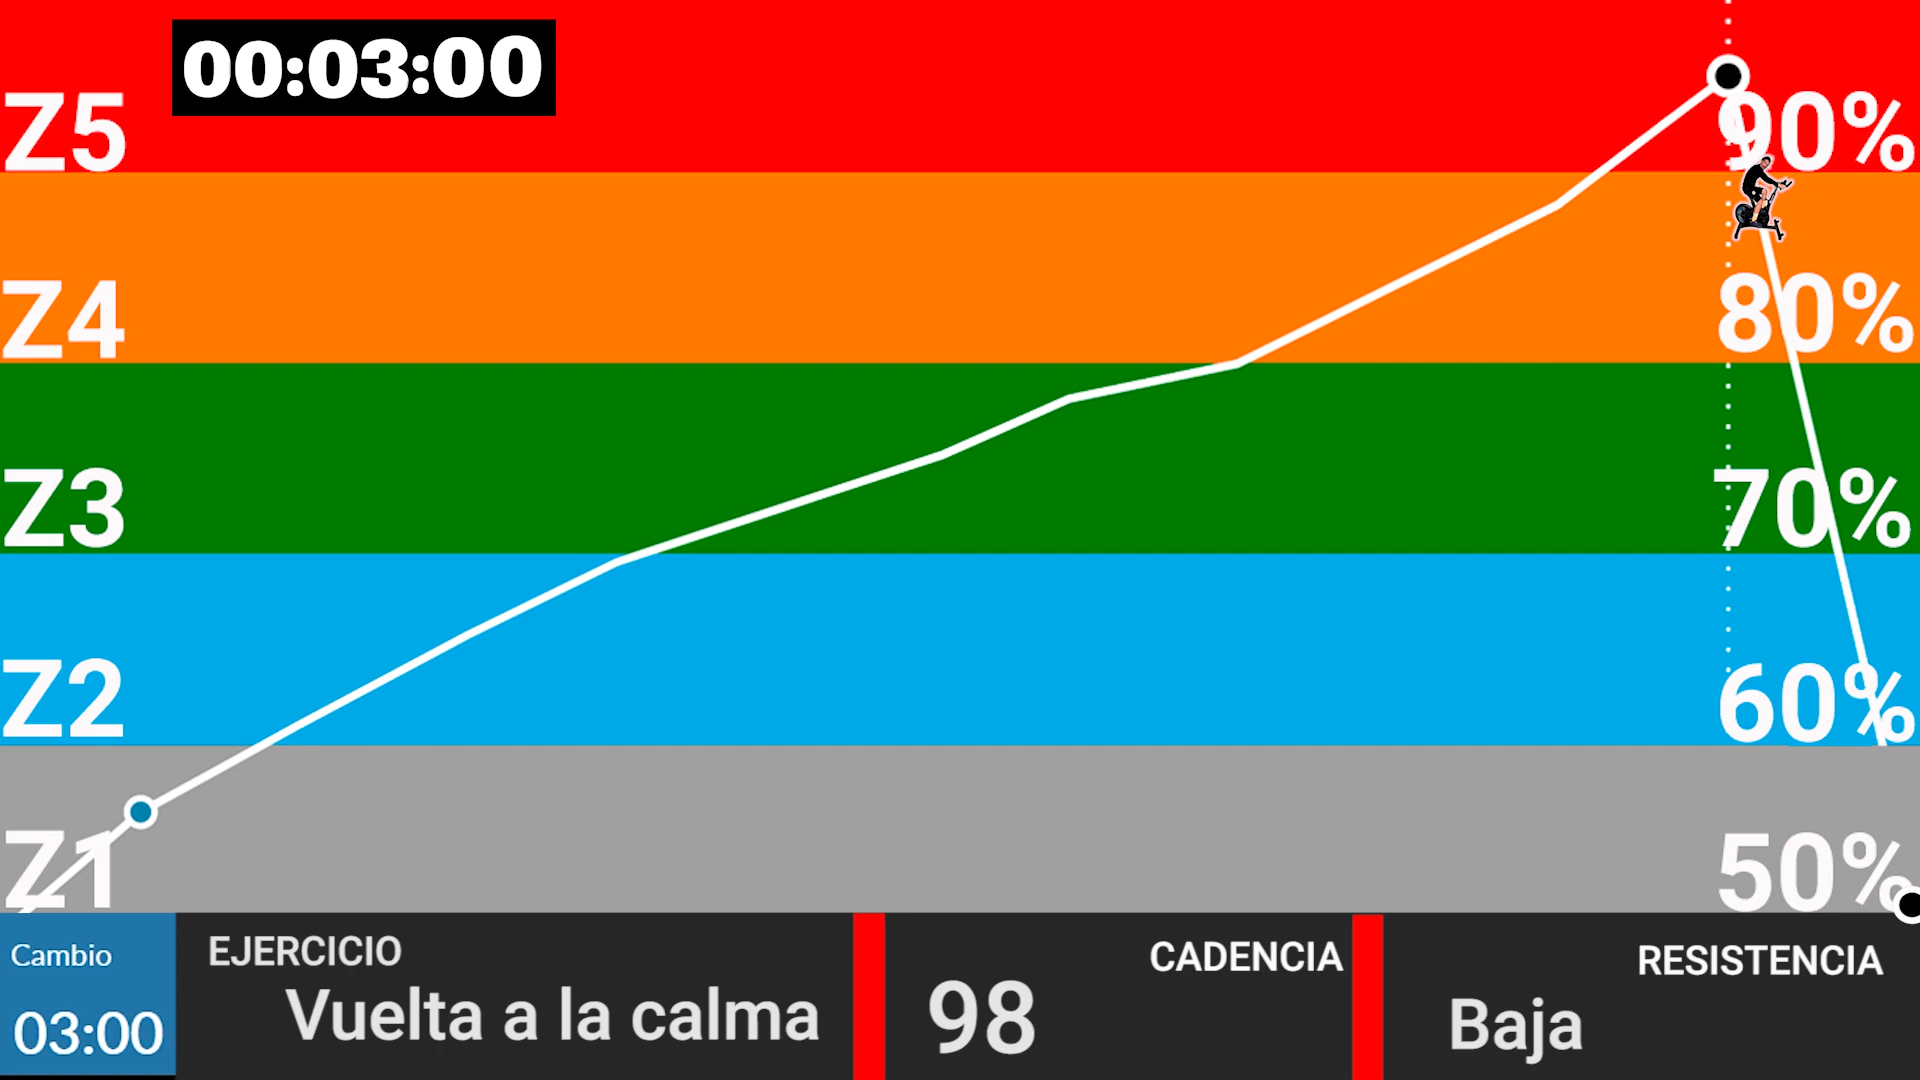 00:03:00
Z5
90%
Z4
80%
Z3
70%
Z2
60%
Z1
50%
Cambio
03:00
EJERCICIO
Vuelta a la calma
CADENCIA
98
RESISTENCIA
Baja